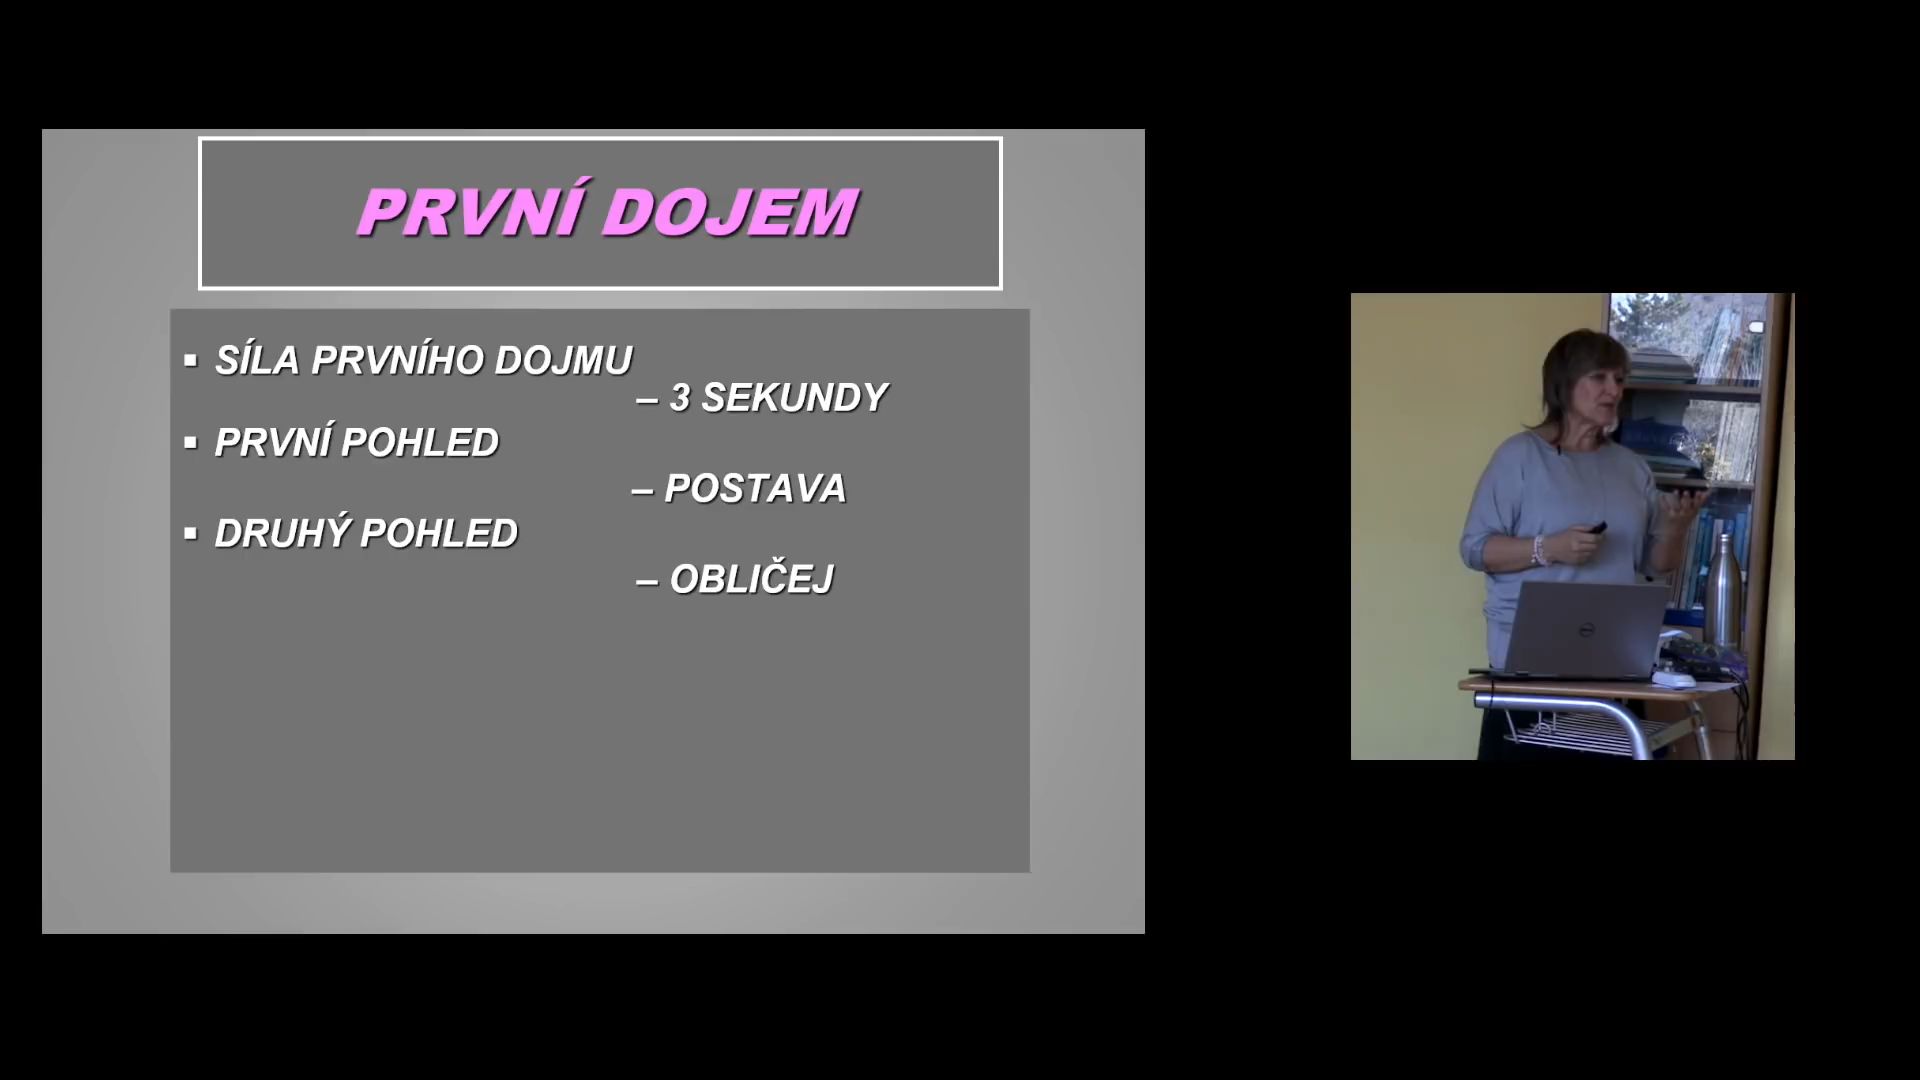 PRVNÍ DOJEM
▪ SÍLA PRVNÍHO DOJMU
– 3 SEKUNDY
▪ PRVNÍ POHLED
– POSTAVA
▪ DRUHÝ POHLED
– OBLIČEJ